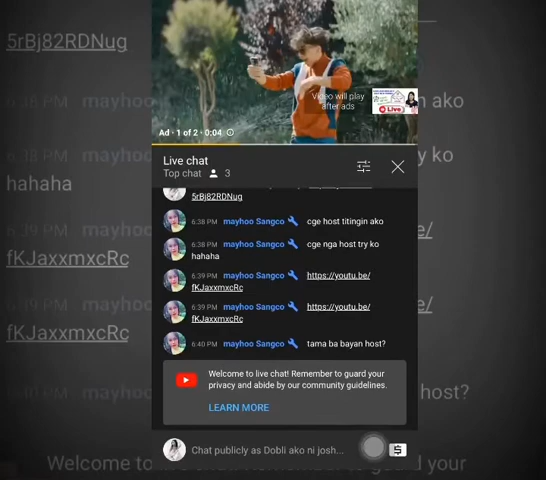 5rBj82RDNug
Video will play
after ads
Live
Ad · 1 of 2 · 0:04
Live chat
Top chat 3
5rBj82RDNug
6:38 PM mayhoo Sangco cge host titingin ako
6:38 PM mayhoo Sangco cge nga host try ko
hahaha
6:39 PM mayhoo Sangco https://youtu.be/
fKJaxxmxcRc
6:39 PM mayhoo Sangco https://youtu.be/
fKJaxxmxcRc
6:40 PM mayhoo Sangco tama ba bayan host?
Welcome to live chat! Remember to guard your
privacy and abide by our community guidelines.
LEARN MORE
Chat publicly as Dobli ako ni josh...